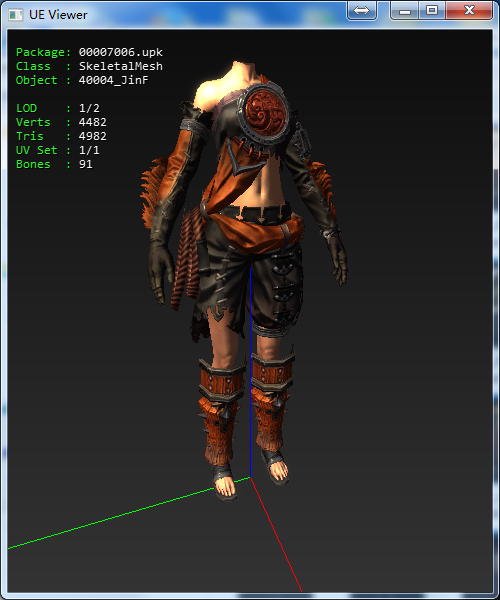 UE Viewer
Package: 00007006.upk
Class  : SkeletalMesh
Object : 40004_JinF
LOD    : 1/2
Verts  : 4482
Tris   : 4982
UV Set : 1/1
Bones  : 91